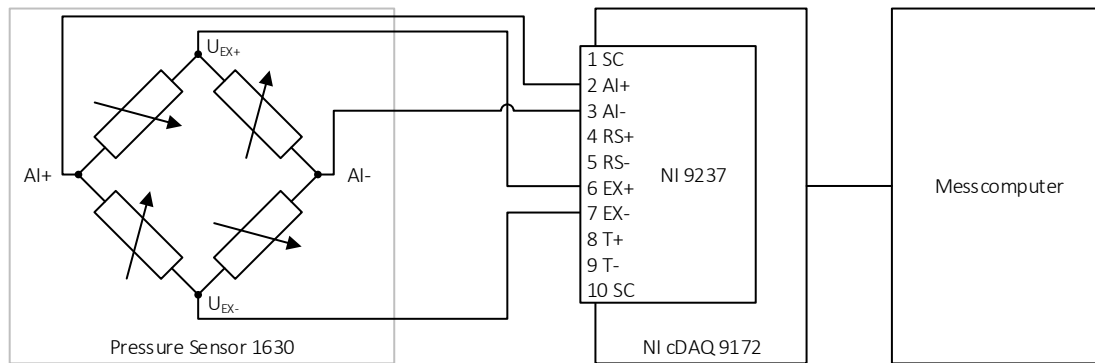 U_EX+
AI+
AI-
U_EX-
Pressure Sensor 1630
1 SC
2 AI+
3 AI-
4 RS+
5 RS-
6 EX+
7 EX-
8 T+
9 T-
10 SC
NI 9237
NI cDAQ 9172
Messcomputer